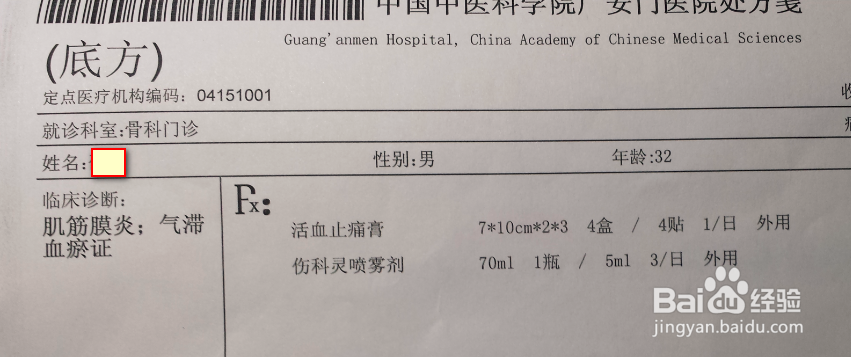 中国中医科学院广安门医院处方笺
Guang'anmen Hospital, China Academy of Chinese Medical Sciences
(底方)
定点医疗机构编码：04151001
就诊科室:骨科门诊
姓名: 性别:男 年龄:32
临床诊断：
肌筋膜炎；气滞
血瘀证
Rx:
活血止痛膏 7*10cm*2*3 4盒 / 4贴 1/日 外用
伤科灵喷雾剂 70ml 1瓶 / 5ml 3/日 外用
Baidu经验
jingyan.baidu.com